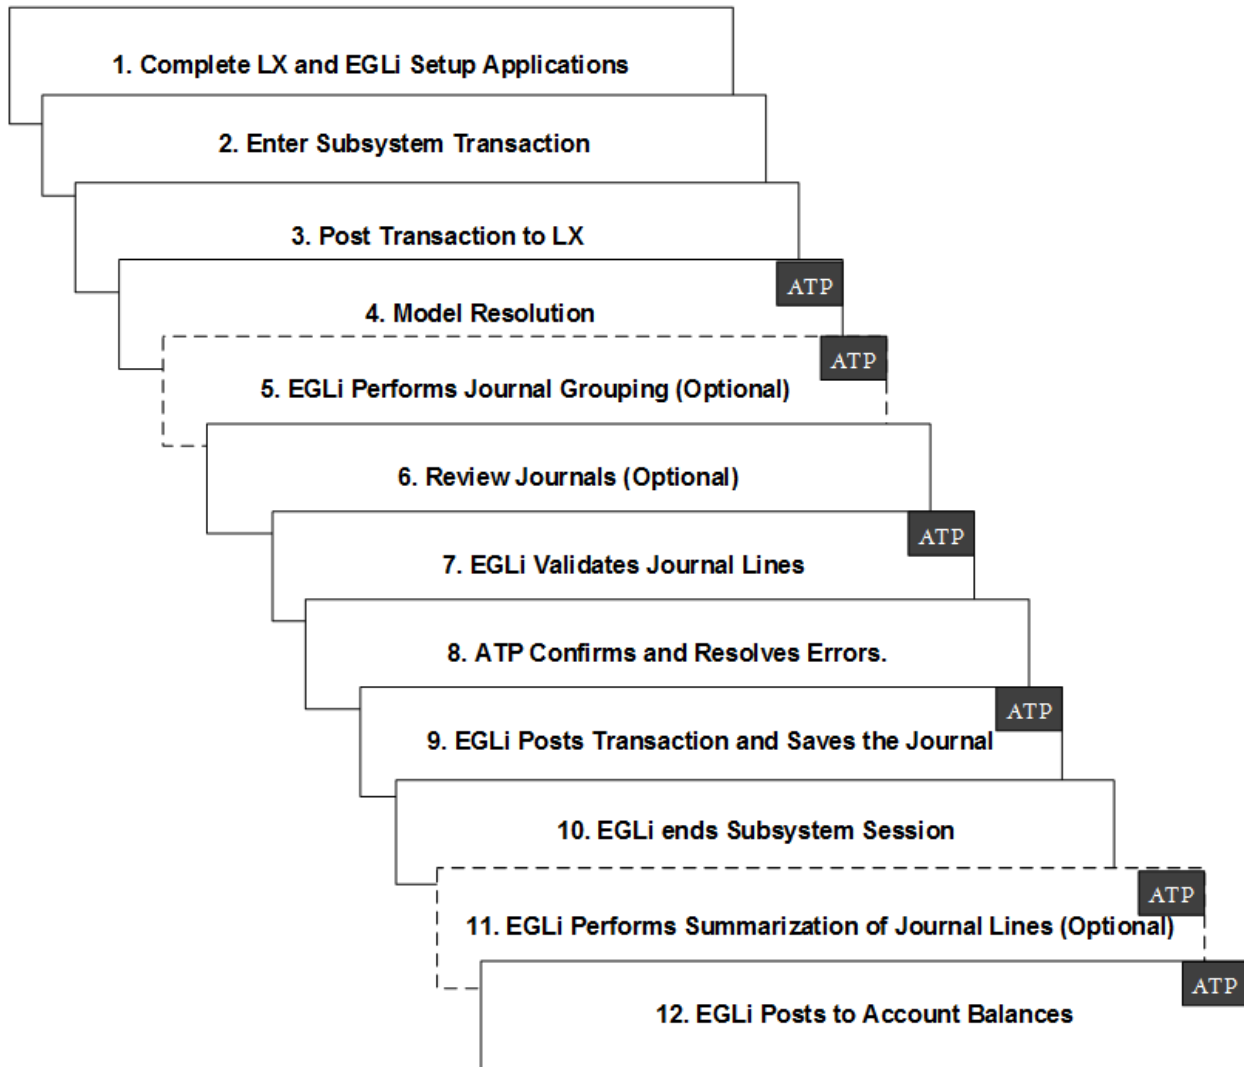 1. Complete LX and EGLi Setup Applications
2. Enter Subsystem Transaction
3. Post Transaction to LX
ATP
4. Model Resolution
ATP
5. EGLi Performs Journal Grouping (Optional)
6. Review Journals (Optional)
ATP
7. EGLi Validates Journal Lines
8. ATP Confirms and Resolves Errors.
ATP
9. EGLi Posts Transaction and Saves the Journal
10. EGLi ends Subsystem Session
ATP
11. EGLi Performs Summarization of Journal Lines (Optional)
ATP
12. EGLi Posts to Account Balances